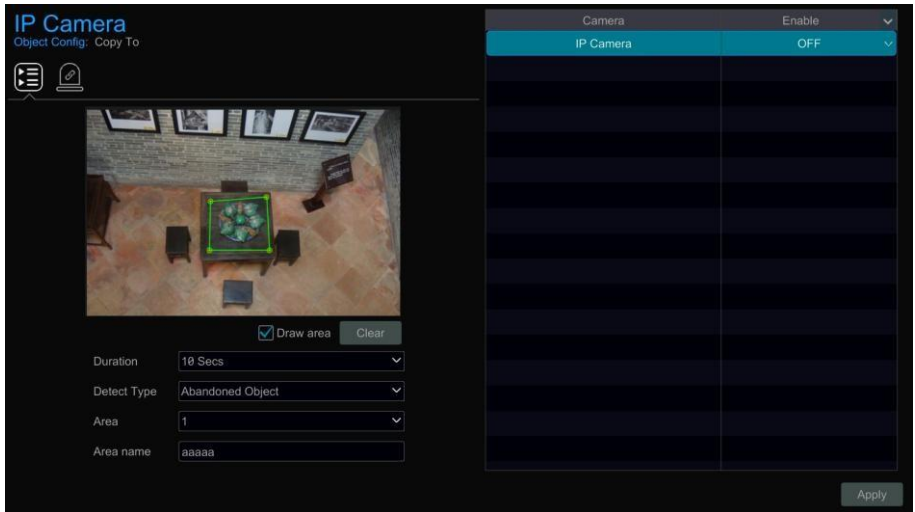 IP Camera
Object Config: Copy To
Camera Enable
IP Camera OFF
Draw area Clear
Duration 10 Secs
Detect Type Abandoned Object
Area 1
Area name aaaaa
Apply